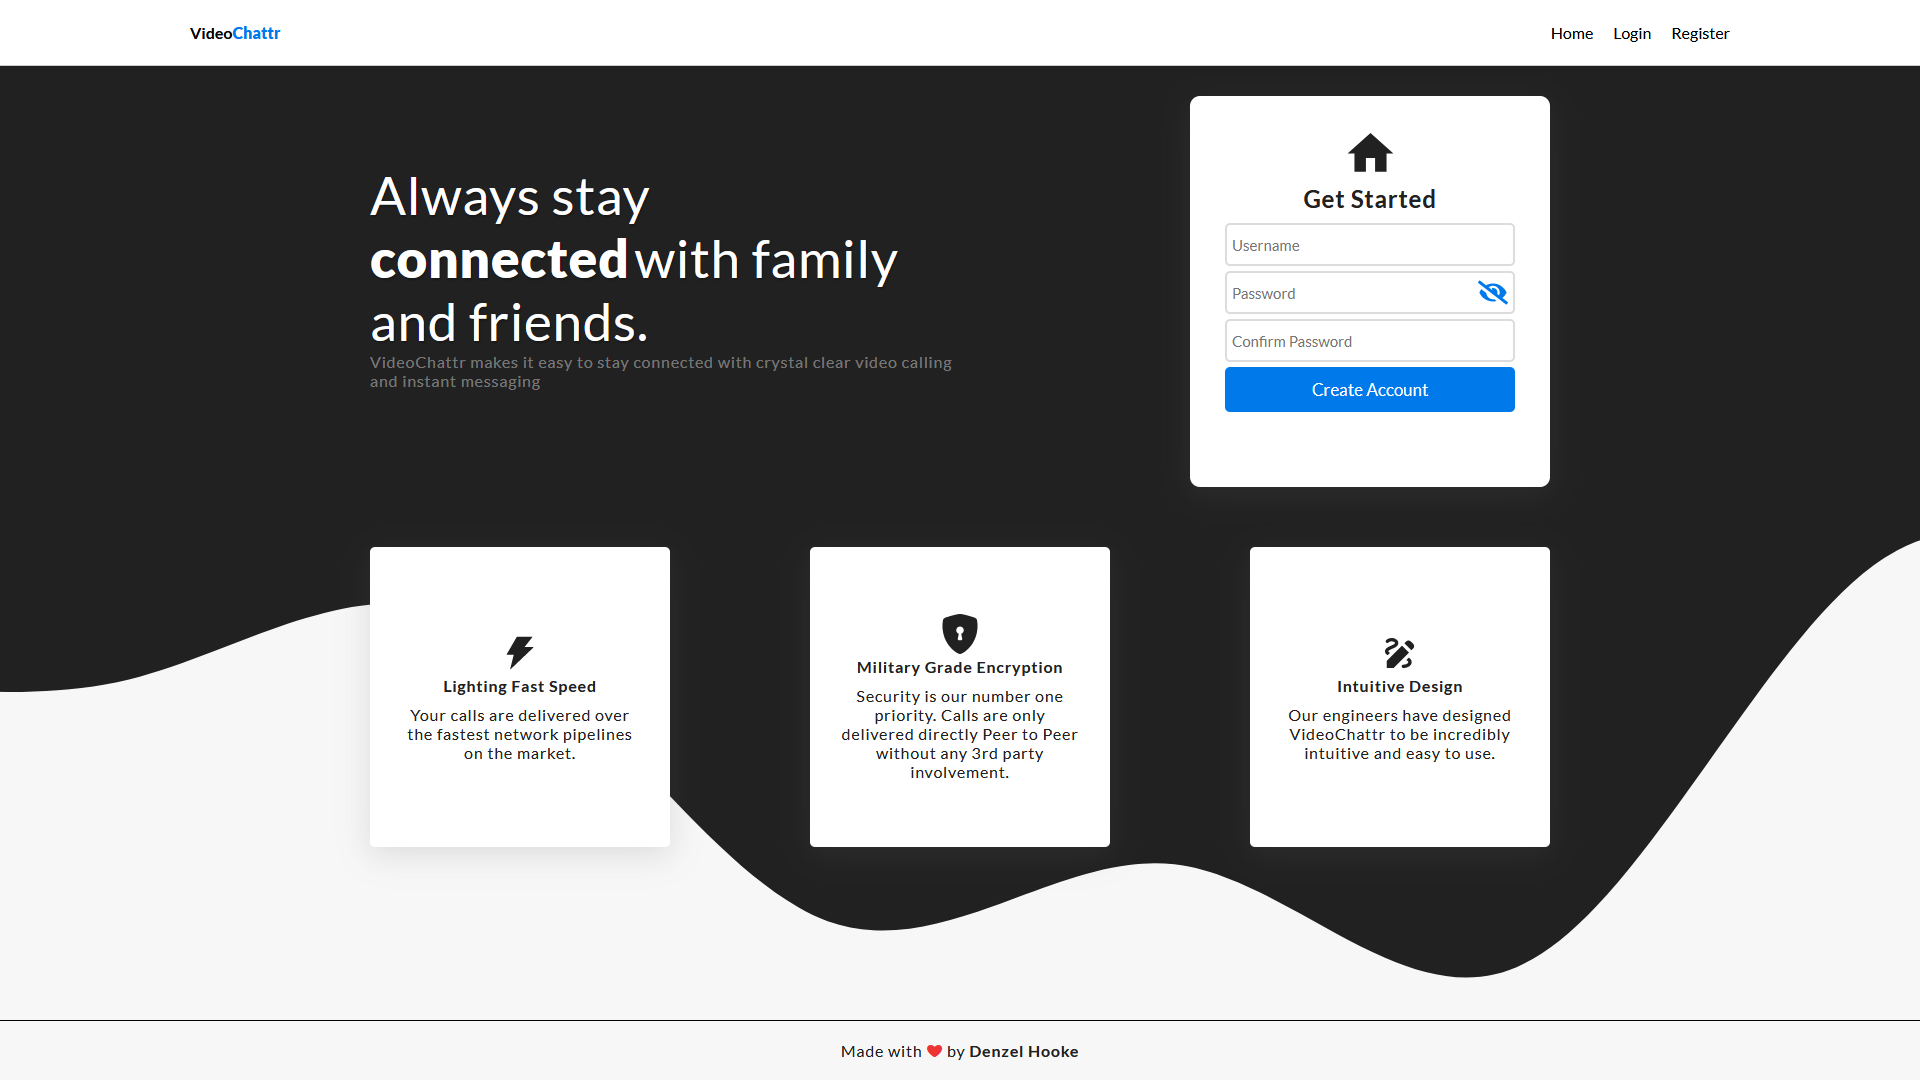 VideoChattr
Home Login Register
Always stay
connected with family
and friends.
VideoChattr makes it easy to stay connected with crystal clear video calling
and instant messaging
Get Started
Username
Password
Confirm Password
Create Account
Lighting Fast Speed
Your calls are delivered over
the fastest network pipelines
on the market.
Military Grade Encryption
Security is our number one
priority. Calls are only
delivered directly Peer to Peer
without any 3rd party
involvement.
Intuitive Design
Our engineers have designed
VideoChattr to be incredibly
intuitive and easy to use.
Made with ❤ by Denzel Hooke